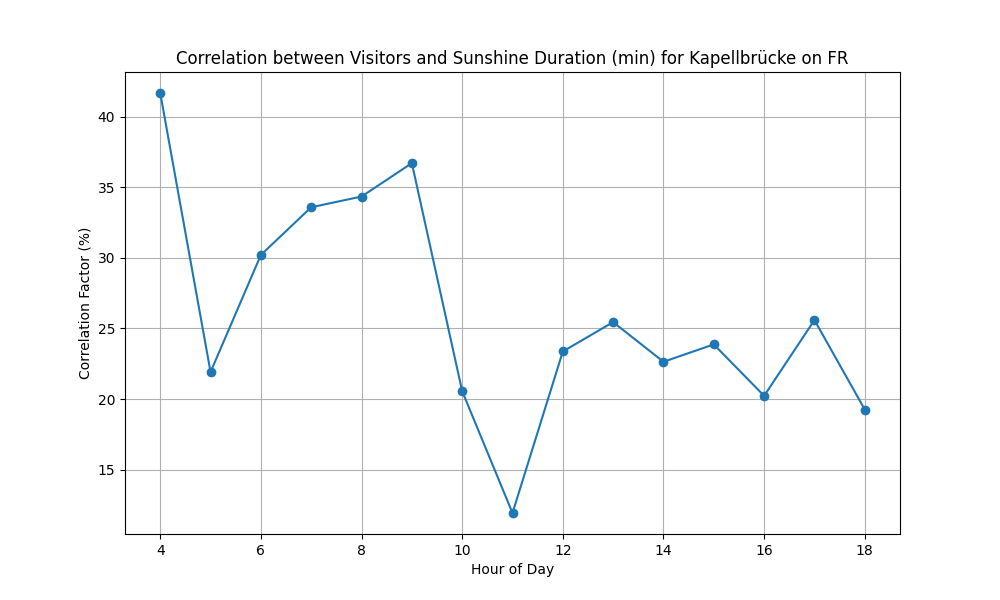 Correlation between Visitors and Sunshine Duration (min) for Kapellbrücke on FR
Correlation Factor (%)
40
35
30
25
20
15
4 6 8 10 12 14 16 18
Hour of Day